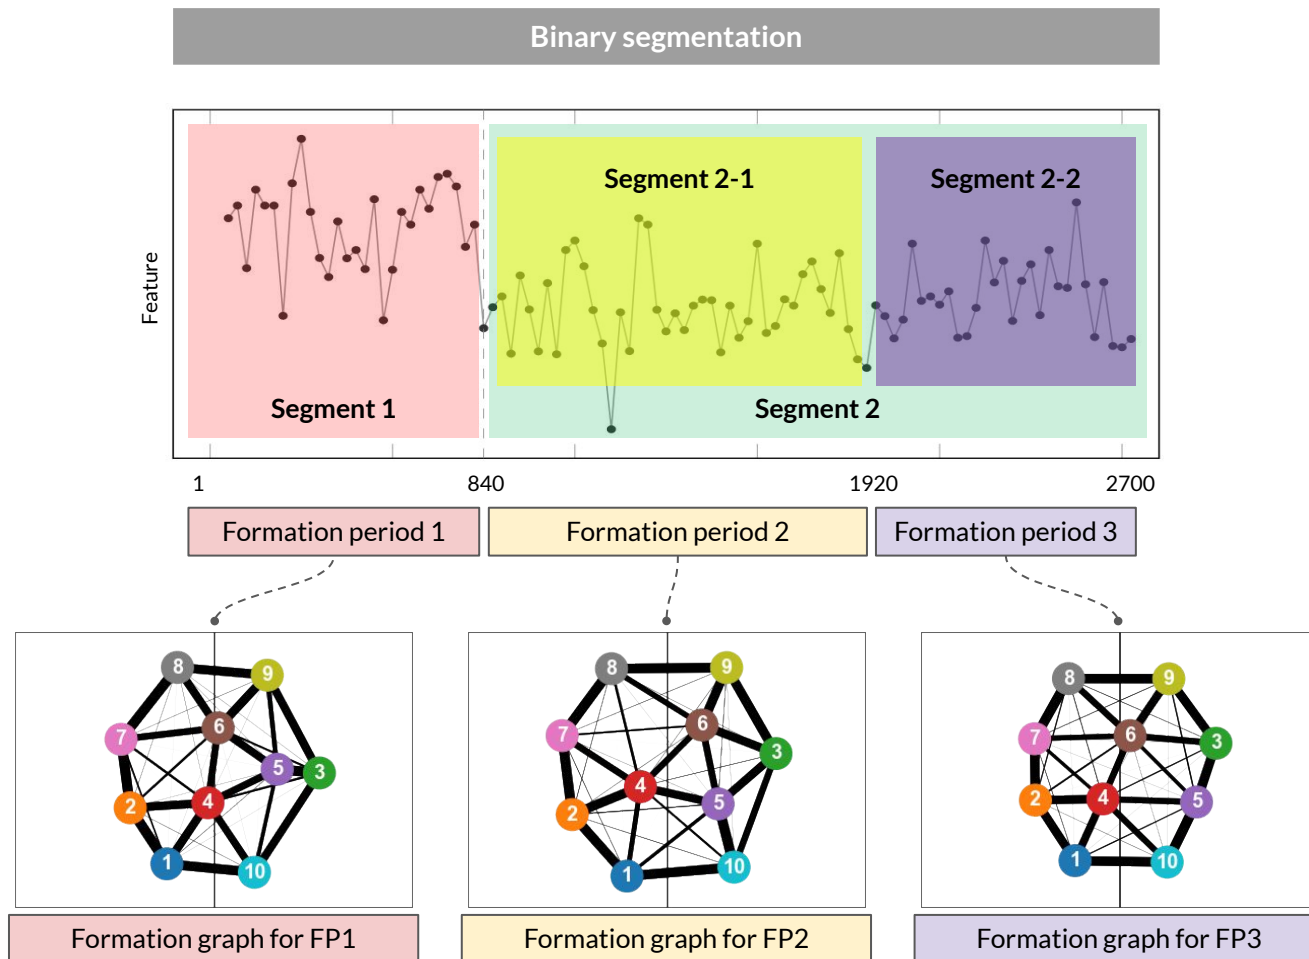 Binary segmentation
Feature
Segment 2-1
Segment 2-2
Segment 1
Segment 2
1 840 1920 2700
Formation period 1
Formation period 2
Formation period 3
8 9 6 7 5 3 2 4 1 10
8 9 6 7 3 4 5 2 1 10
8 9 6 7 3 4 2 5 1 10
Formation graph for FP1
Formation graph for FP2
Formation graph for FP3